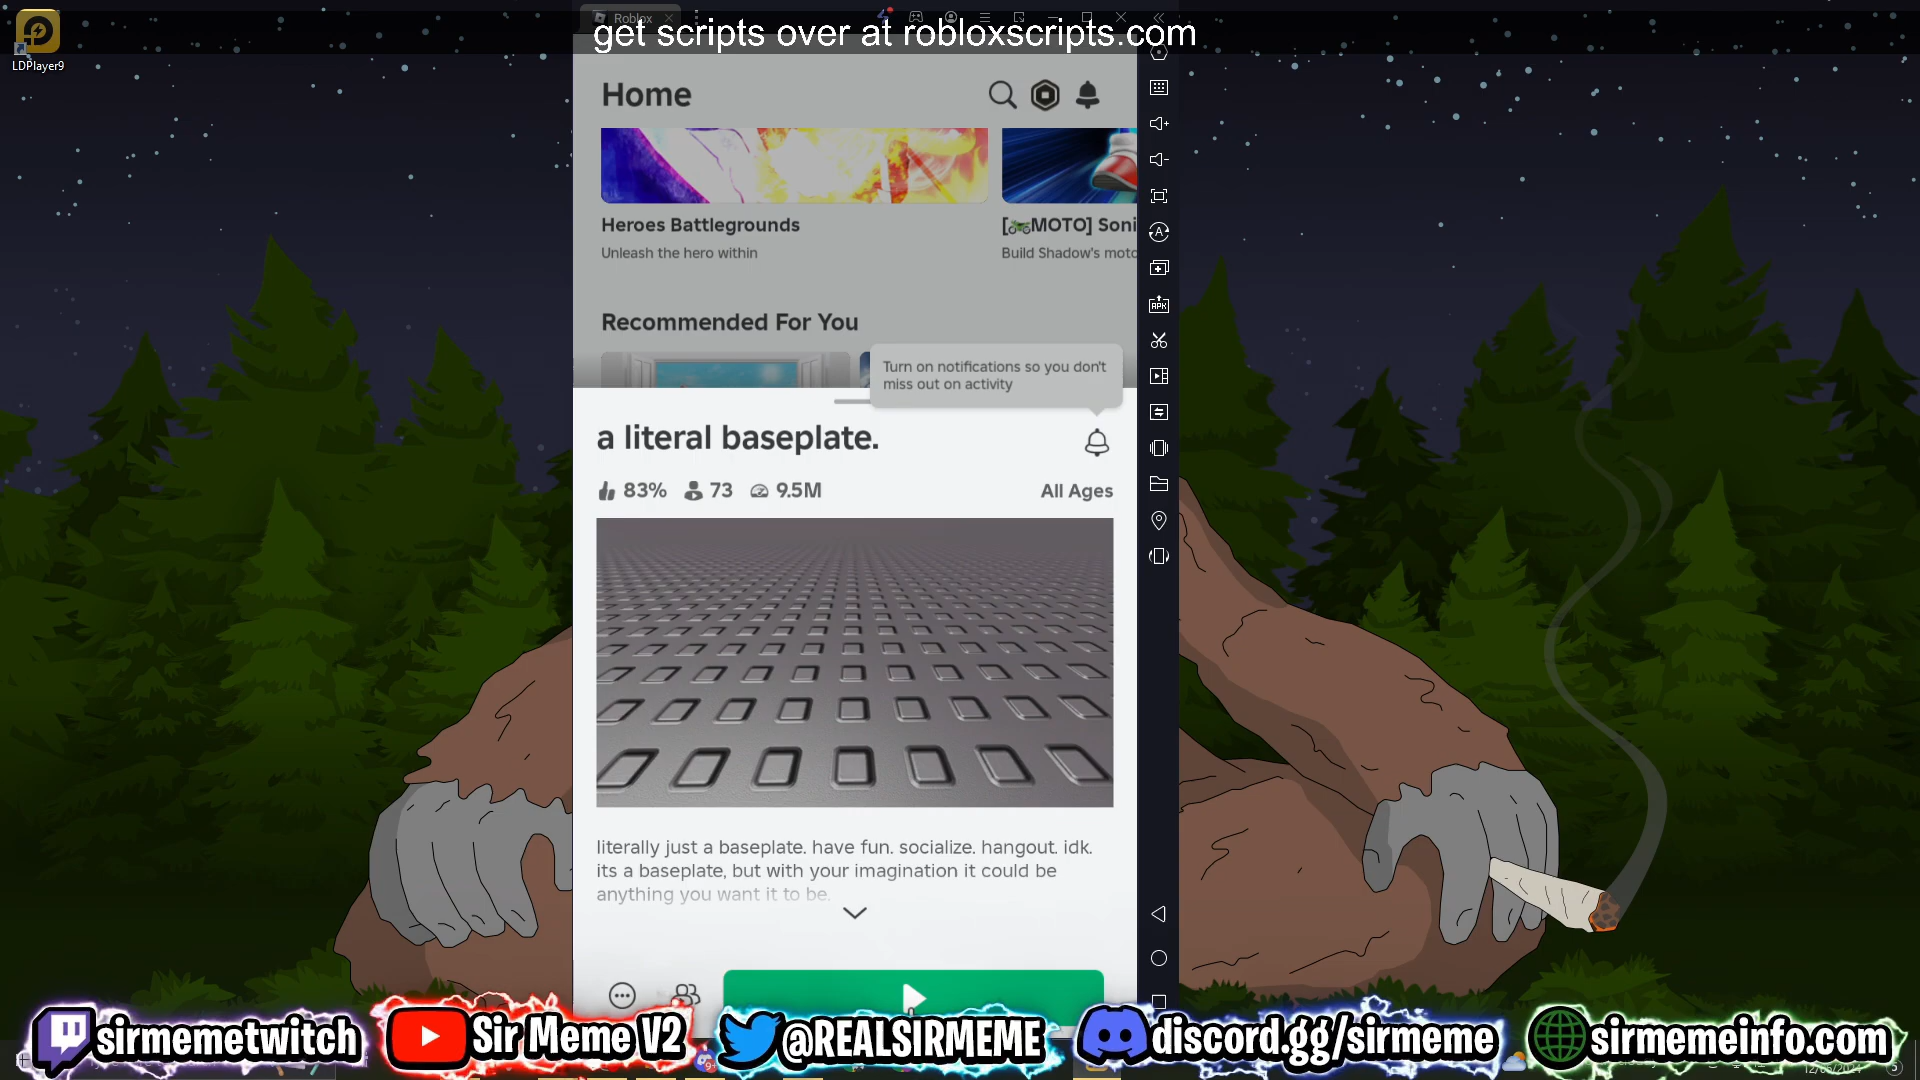 Roblox
get scripts over at robloxscripts.com
LDPlayer9
Home
Heroes Battlegrounds
Unleash the hero within
[🏍MOTO] Soni
Build Shadow's moto
Recommended For You
Turn on notifications so you don't
miss out on activity
a literal baseplate.
83% 73 9.5M
All Ages
literally just a baseplate. have fun. socialize. hangout. idk.
its a baseplate, but with your imagination it could be
anything you want it to be.
APK
sirmemetwitch
Sir Meme V2
@REALSIRMEME
discord.gg/sirmeme
sirmemeinfo.com